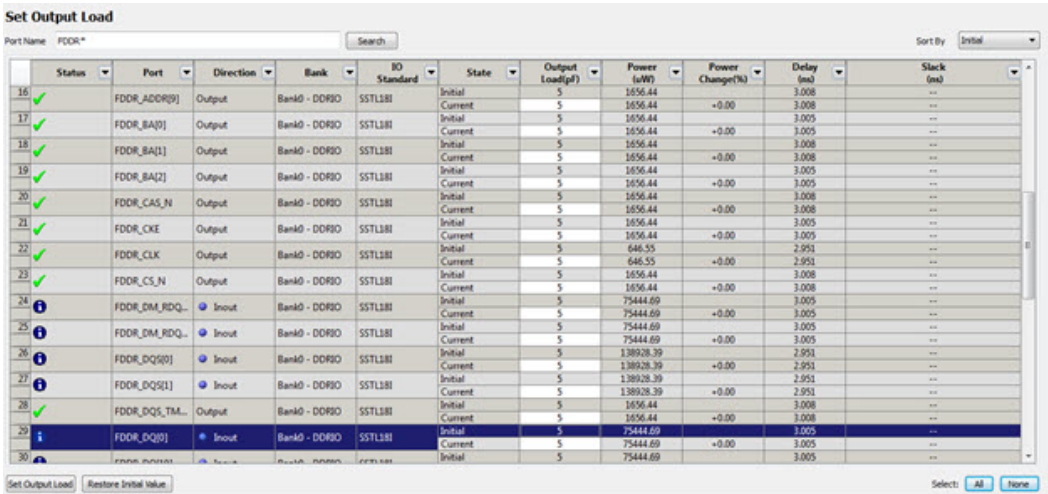 Set Output Load
Port Name FDDR* Search Sort By Initial
Status Port Direction Bank IO Standard State Output Load(pF) Power (uW) Power Change(%) Delay (ns) Slack (ns)
16 FDDR_ADDR[9] Output Bank0 - DDRIO SSTL18I Initial 5 1656.44 3.008 --
Current 5 1656.44 +0.00 3.008 --
17 FDDR_BA[0] Output Bank0 - DDRIO SSTL18I Initial 5 1656.44 3.005 --
Current 5 1656.44 +0.00 3.005 --
18 FDDR_BA[1] Output Bank0 - DDRIO SSTL18I Initial 5 1656.44 3.008 --
Current 5 1656.44 +0.00 3.008 --
19 FDDR_BA[2] Output Bank0 - DDRIO SSTL18I Initial 5 1656.44 3.005 --
Current 5 1656.44 +0.00 3.005 --
20 FDDR_CAS_N Output Bank0 - DDRIO SSTL18I Initial 5 1656.44 3.008 --
Current 5 1656.44 +0.00 3.008 --
21 FDDR_CKE Output Bank0 - DDRIO SSTL18I Initial 5 1656.44 3.005 --
Current 5 1656.44 +0.00 3.005 --
22 FDDR_CLK Output Bank0 - DDRIO SSTL18I Initial 5 646.55 2.951 --
Current 5 646.55 +0.00 2.951 --
23 FDDR_CS_N Output Bank0 - DDRIO SSTL18I Initial 5 1656.44 3.008 --
Current 5 1656.44 +0.00 3.008 --
24 FDDR_DM_RDQ... Inout Bank0 - DDRIO SSTL18I Initial 5 75444.69 3.005 --
Current 5 75444.69 +0.00 3.005 --
25 FDDR_DM_RDQ... Inout Bank0 - DDRIO SSTL18I Initial 5 75444.69 3.005 --
Current 5 75444.69 +0.00 3.005 --
26 FDDR_DQS[0] Inout Bank0 - DDRIO SSTL18I Initial 5 138928.39 2.951 --
Current 5 138928.39 +0.00 2.951 --
27 FDDR_DQS[1] Inout Bank0 - DDRIO SSTL18I Initial 5 138928.39 2.951 --
Current 5 138928.39 +0.00 2.951 --
28 FDDR_DQS_TM... Output Bank0 - DDRIO SSTL18I Initial 5 1656.44 3.008 --
Current 5 1656.44 +0.00 3.008 --
29 FDDR_DQ[0] Inout Bank0 - DDRIO SSTL18I Initial 5 75444.69 3.005 --
Current 5 75444.69 +0.00 3.005 --
30 Initial 5 75444.69 3.005 --
Set Output Load Restore Initial Value Select: All None